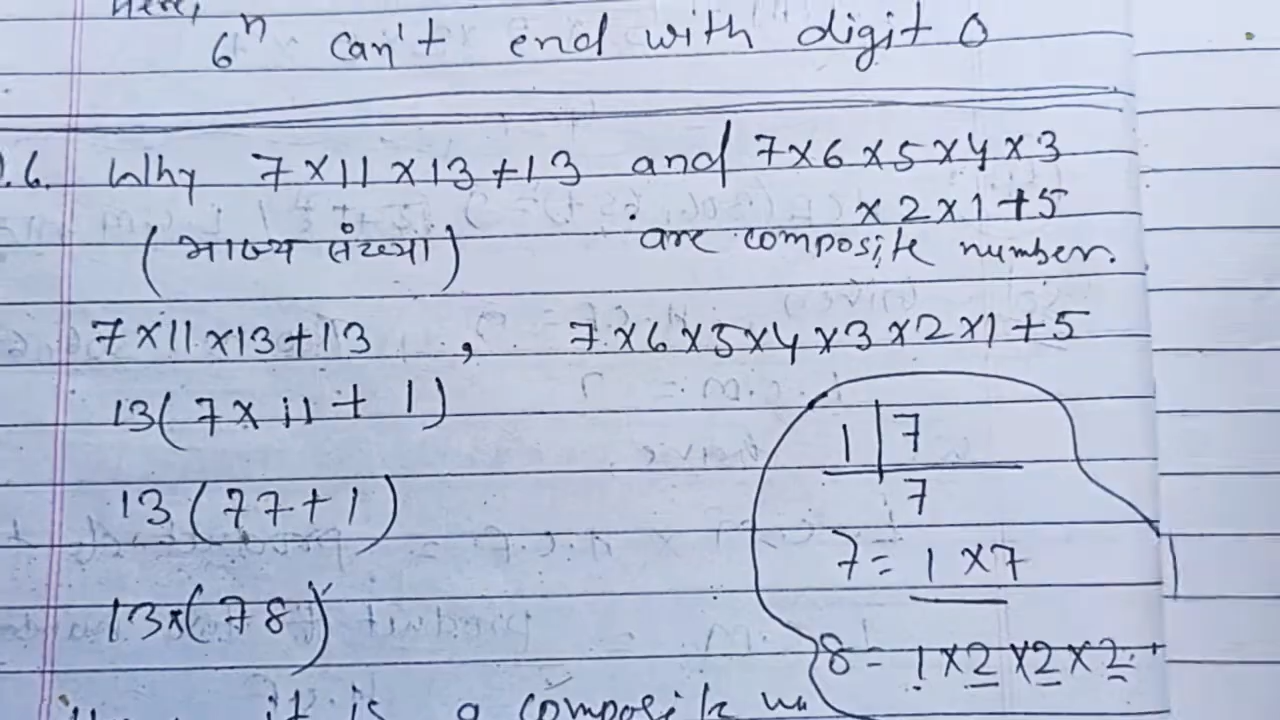 Here,
6ⁿ can't end with digit 0
.6. Why 7×11×13+13 and 7×6×5×4×3
×2×1+5
(भाज्य संख्या) are composite number.
7×11×13+13 , 7×6×5×4×3×2×1+5
13(7×11+1)
1|7
13(77+1)
7
7=1×7
13×(78)
8=1×2×2×2
it is a composite